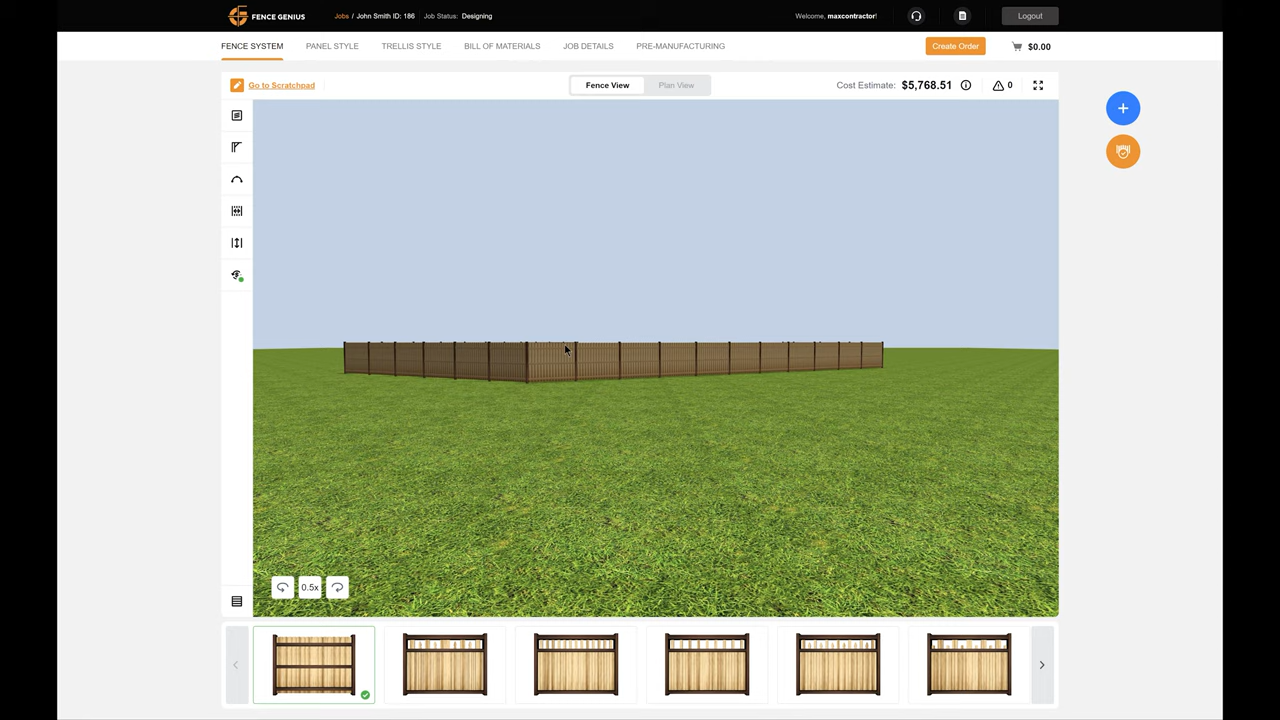 FENCE GENIUS
Jobs / John Smith ID: 186 Job Status: Designing
Welcome, maxcontractor!
Logout
FENCE SYSTEM PANEL STYLE TRELLIS STYLE BILL OF MATERIALS JOB DETAILS PRE-MANUFACTURING
Create Order
$0.00
Go to Scratchpad
Fence View Plan View
Cost Estimate: $5,768.51
0
0.5x